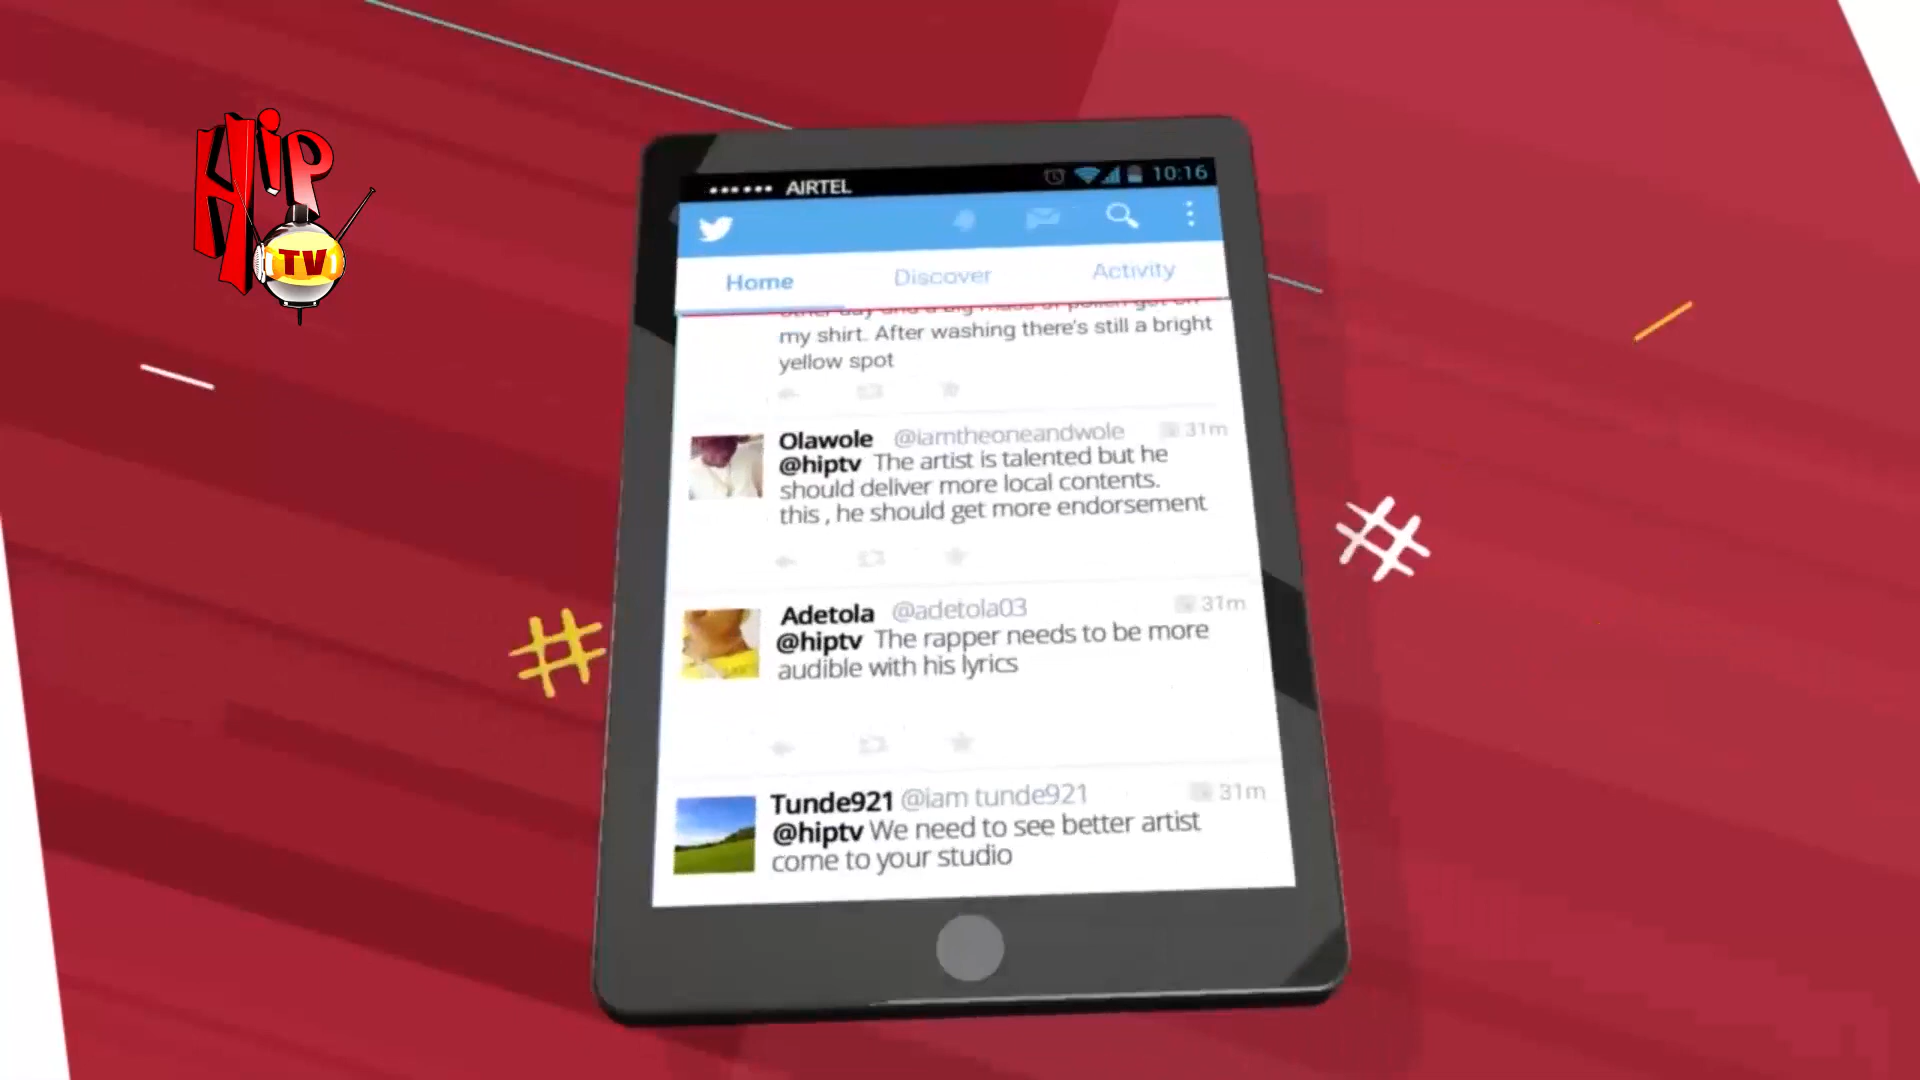 Hip
TV
AIRTEL
10:16
Home
Discover
Activity
my shirt. After washing there's still a bright
yellow spot
Olawole @iamtheoneandwole 31m
@hiptv The artist is talented but he
should deliver more local contents.
this , he should get more endorsement
Adetola @adetola03 31m
@hiptv The rapper needs to be more
audible with his lyrics
Tunde921 @iam tunde921 31m
@hiptv We need to see better artist
come to your studio